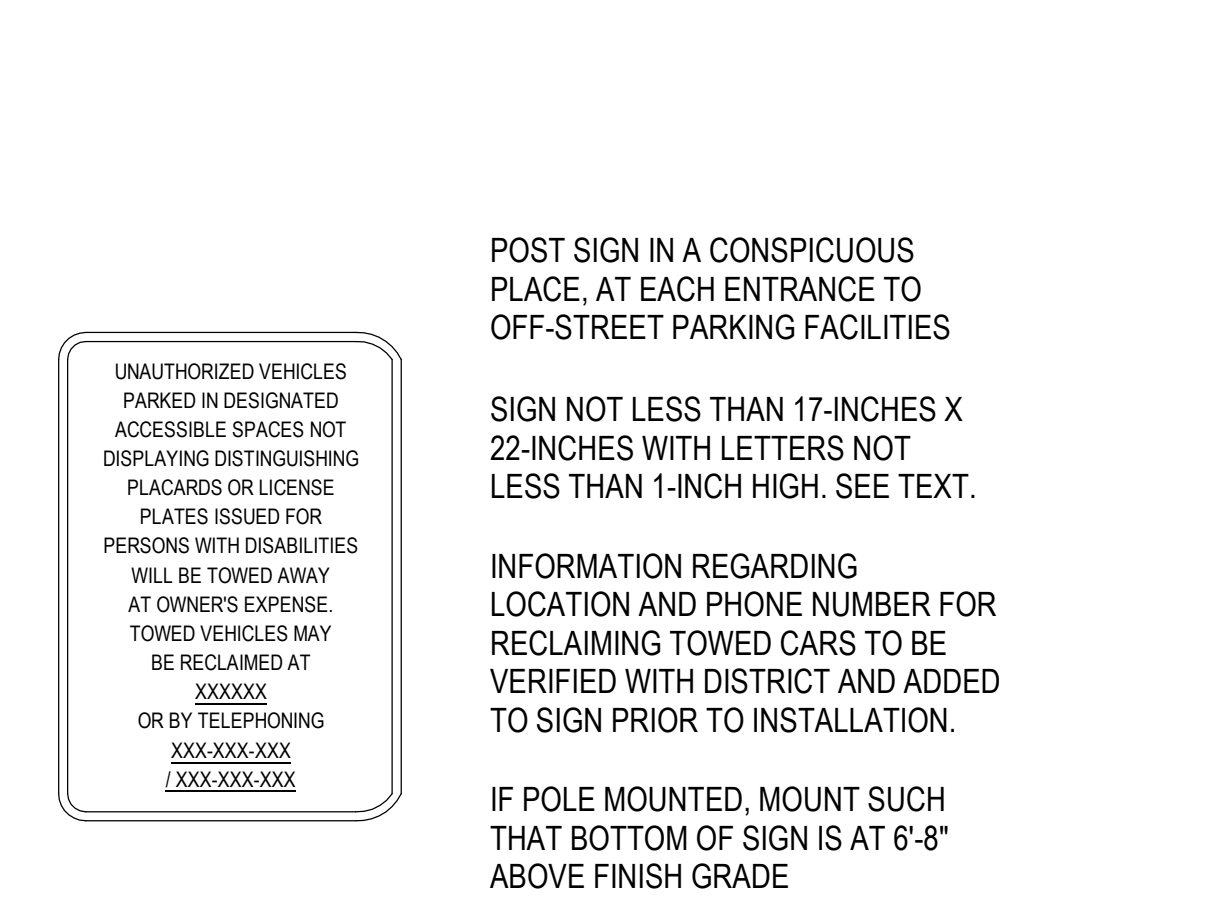 UNAUTHORIZED VEHICLES
PARKED IN DESIGNATED
ACCESSIBLE SPACES NOT
DISPLAYING DISTINGUISHING
PLACARDS OR LICENSE
PLATES ISSUED FOR
PERSONS WITH DISABILITIES
WILL BE TOWED AWAY
AT OWNER'S EXPENSE.
TOWED VEHICLES MAY
BE RECLAIMED AT
XXXXXX
OR BY TELEPHONING
XXX-XXX-XXX
/ XXX-XXX-XXX
POST SIGN IN A CONSPICUOUS
PLACE, AT EACH ENTRANCE TO
OFF-STREET PARKING FACILITIES
SIGN NOT LESS THAN 17-INCHES X
22-INCHES WITH LETTERS NOT
LESS THAN 1-INCH HIGH. SEE TEXT.
INFORMATION REGARDING
LOCATION AND PHONE NUMBER FOR
RECLAIMING TOWED CARS TO BE
VERIFIED WITH DISTRICT AND ADDED
TO SIGN PRIOR TO INSTALLATION.
IF POLE MOUNTED, MOUNT SUCH
THAT BOTTOM OF SIGN IS AT 6'-8"
ABOVE FINISH GRADE